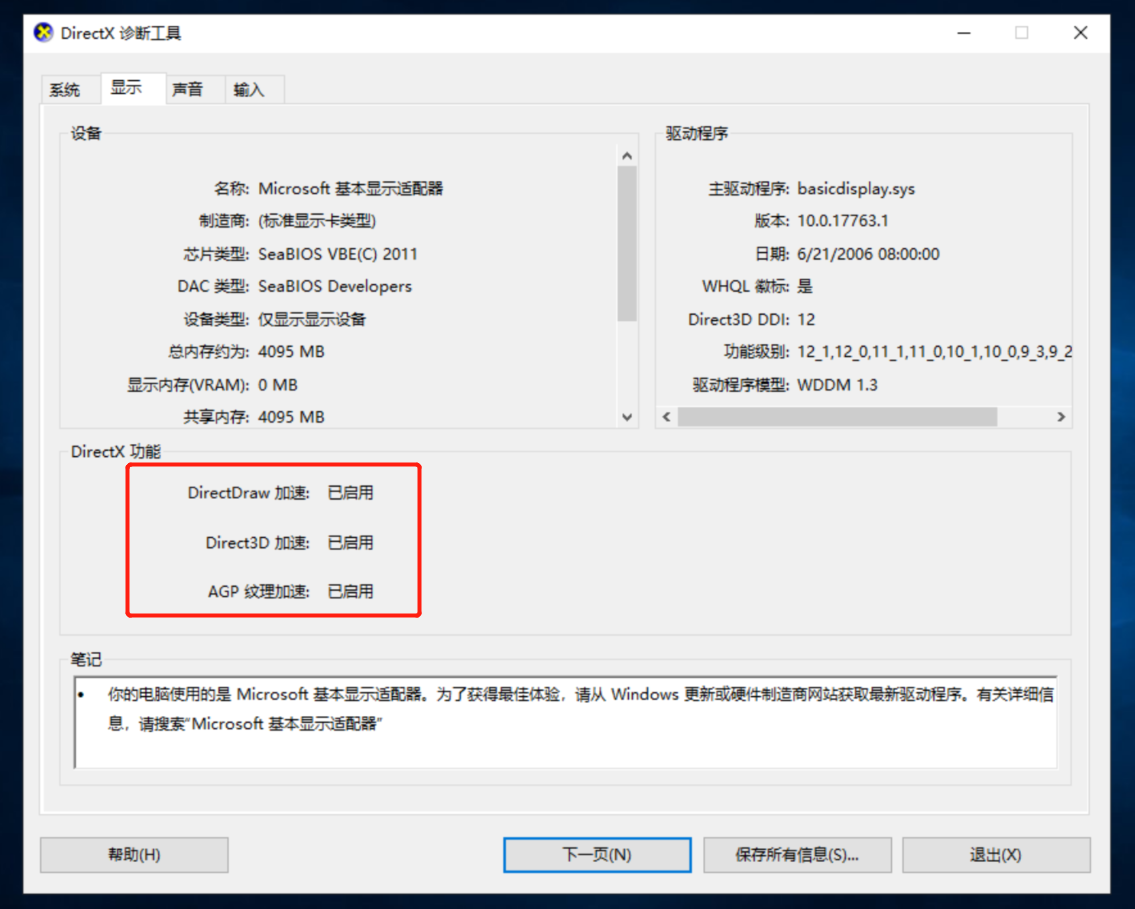 DirectX 诊断工具
系统 显示 声音 输入
设备
名称: Microsoft 基本显示适配器
制造商: (标准显示卡类型)
芯片类型: SeaBIOS VBE(C) 2011
DAC 类型: SeaBIOS Developers
设备类型: 仅显示显示设备
总内存约为: 4095 MB
显示内存(VRAM): 0 MB
共享内存: 4095 MB
驱动程序
主驱动程序: basicdisplay.sys
版本: 10.0.17763.1
日期: 6/21/2006 08:00:00
WHQL 徽标: 是
Direct3D DDI: 12
功能级别: 12_1,12_0,11_1,11_0,10_1,10_0,9_3,9_2
驱动程序模型: WDDM 1.3
DirectX 功能
DirectDraw 加速: 已启用
Direct3D 加速: 已启用
AGP 纹理加速: 已启用
笔记
• 你的电脑使用的是 Microsoft 基本显示适配器。为了获得最佳体验，请从 Windows 更新或硬件制造商网站获取最新驱动程序。有关详细信
息，请搜索“Microsoft 基本显示适配器”
帮助(H) 下一页(N) 保存所有信息(S)... 退出(X)